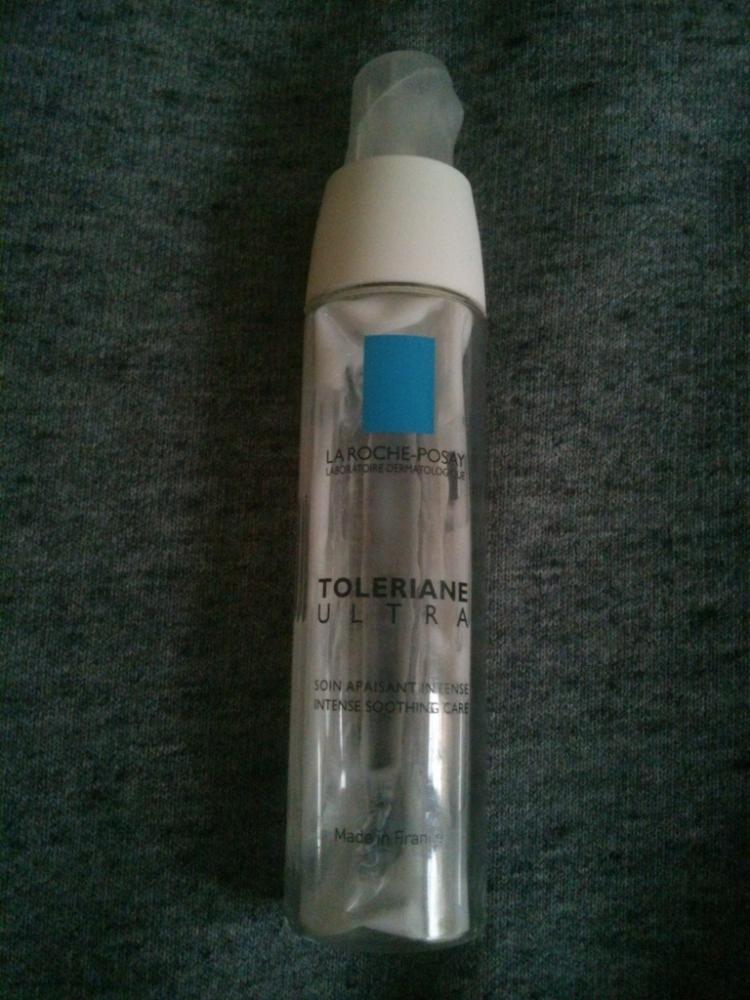 LA ROCHE-POSAY
LABORATOIRE DERMATOLOGIQUE
TOLERIANE
ULTRA
SOIN APAISANT INTENSE
INTENSE SOOTHING CARE
Made in France